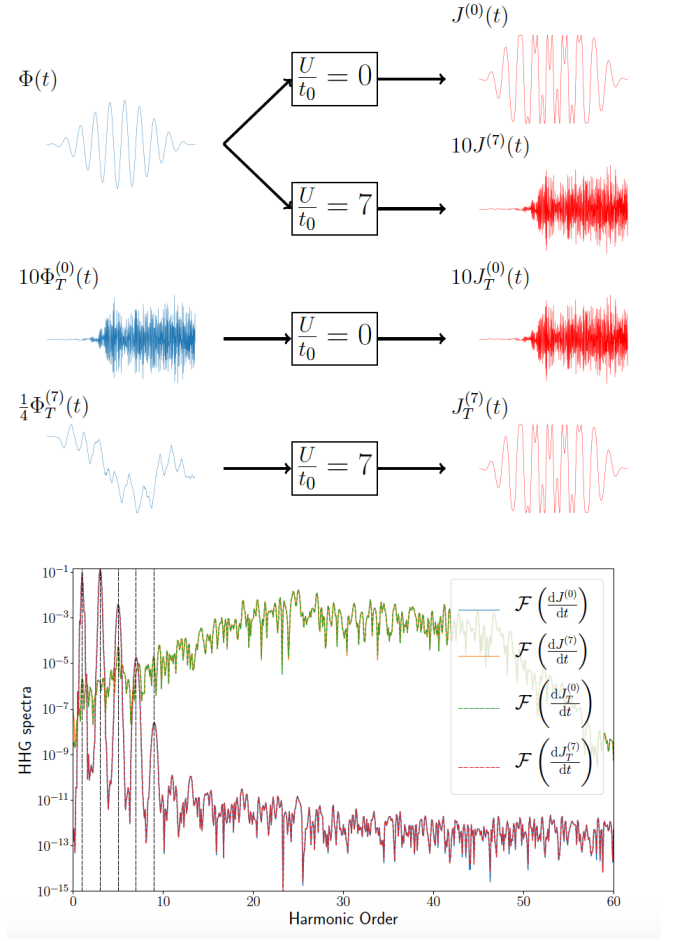 J^{(0)}(t)
Φ(t)
U/t_0 = 0
10J^{(7)}(t)
U/t_0 = 7
10Φ_T^{(0)}(t)
10J_T^{(0)}(t)
U/t_0 = 0
1/4Φ_T^{(7)}(t)
J_T^{(7)}(t)
U/t_0 = 7
10^{-1}
10^{-3}
10^{-5}
10^{-7}
10^{-9}
10^{-11}
10^{-13}
10^{-15}
HHG spectra
F(dJ^{(0)}/dt)
F(dJ^{(7)}/dt)
F(dJ_T^{(0)}/dt)
F(dJ_T^{(7)}/dt)
0 10 20 30 40 50 60
Harmonic Order